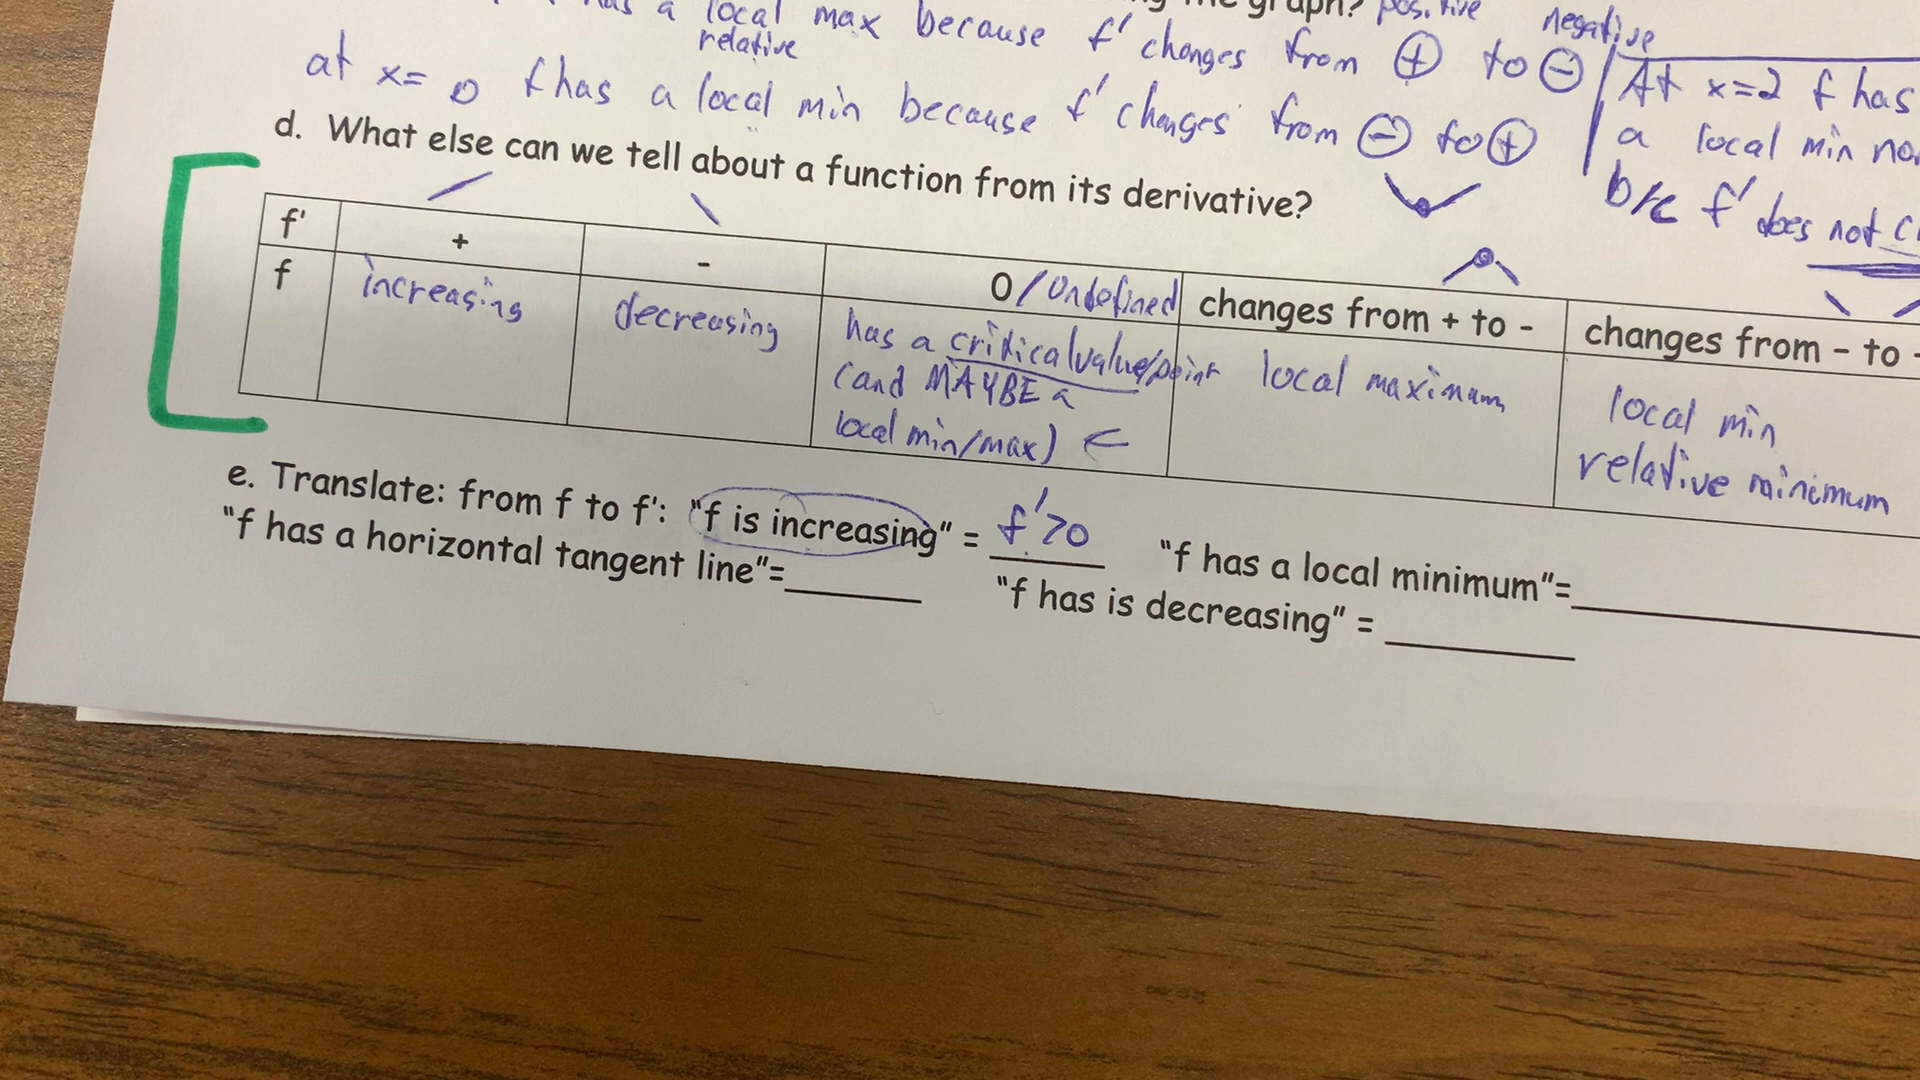 a local max because f' changes from ⊕ to ⊖
relative
positive negative
at x= 0 f has a local min because f' changes from ⊖ to ⊕
At x=2 f has
a local min nor
b/c f' does not
d. What else can we tell about a function from its derivative?
f' + - 0/undefined changes from + to - changes from - to
f increasing decreasing has a critical value/point (and MAYBE a local min/max) ← local maximum local min relative minimum
e. Translate: from f to f': "f is increasing" = f'>0 "f has a local minimum"=
"f has a horizontal tangent line"= "f has is decreasing" =